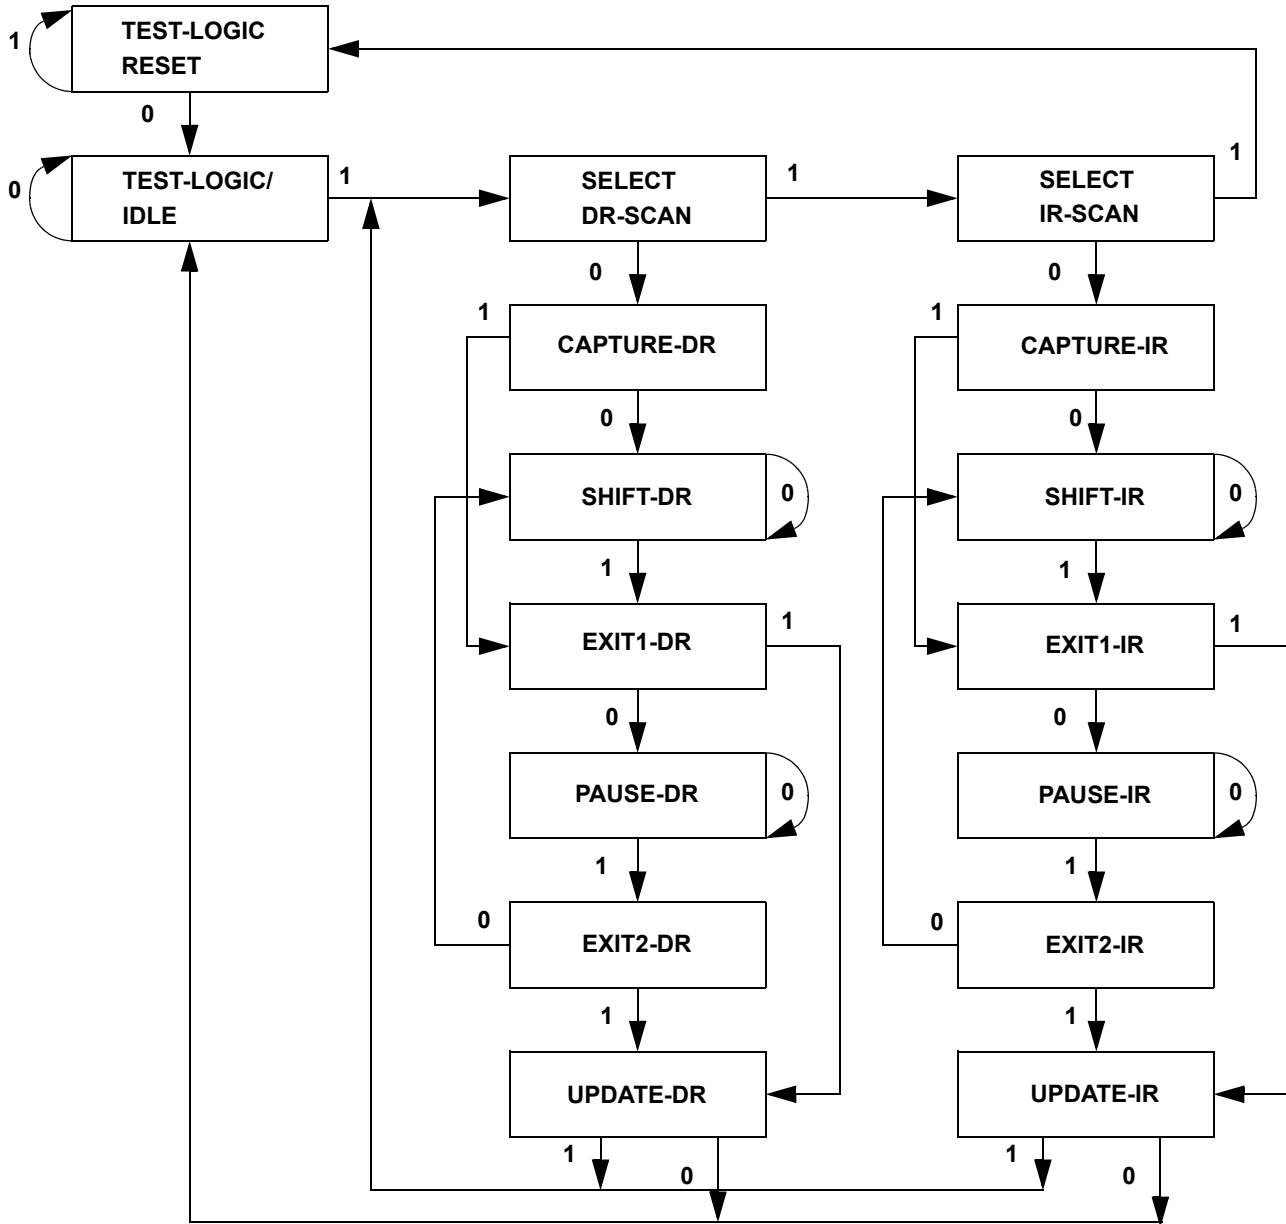 TEST-LOGIC
RESET
1
0
TEST-LOGIC/
IDLE
0
1
SELECT
DR-SCAN
1
SELECT
IR-SCAN
1
0
0
1
CAPTURE-DR
1
CAPTURE-IR
0
0
SHIFT-DR
0
SHIFT-IR
0
1
1
EXIT1-DR
1
EXIT1-IR
1
0
0
PAUSE-DR
0
PAUSE-IR
0
1
1
0
EXIT2-DR
0
EXIT2-IR
1
1
UPDATE-DR
UPDATE-IR
1
0
1
0